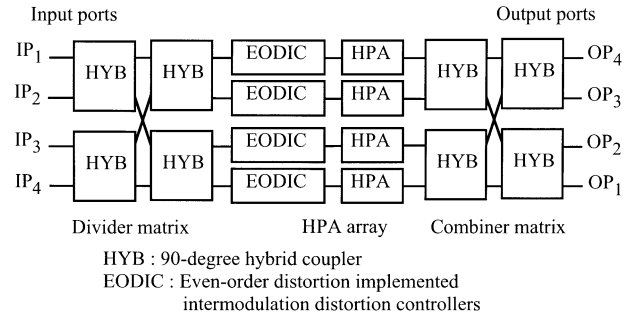 Input ports Output ports
IP1 HYB HYB EODIC HPA HYB HYB OP4
IP2 EODIC HPA OP3
IP3 HYB HYB EODIC HPA HYB HYB OP2
IP4 EODIC HPA OP1
Divider matrix HPA array Combiner matrix
HYB : 90-degree hybrid coupler
EODIC : Even-order distortion implemented
intermodulation distortion controllers